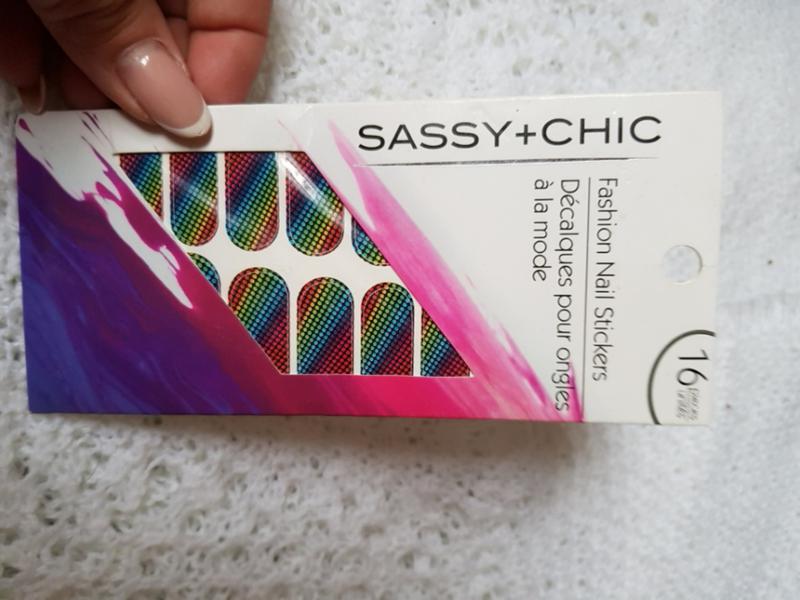 SASSY+CHIC
Fashion Nail Stickers
Décalques pour ongles
à la mode
16